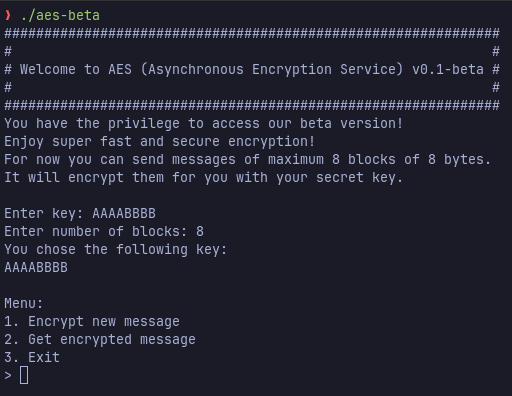 ❯ ./aes-beta
##############################################################
#                                                            #
# Welcome to AES (Asynchronous Encryption Service) v0.1-beta #
#                                                            #
##############################################################
You have the privilege to access our beta version!
Enjoy super fast and secure encryption!
For now you can send messages of maximum 8 blocks of 8 bytes.
It will encrypt them for you with your secret key.

Enter key: AAAABBBB
Enter number of blocks: 8
You chose the following key:
AAAABBBB

Menu:
1. Encrypt new message
2. Get encrypted message
3. Exit
>